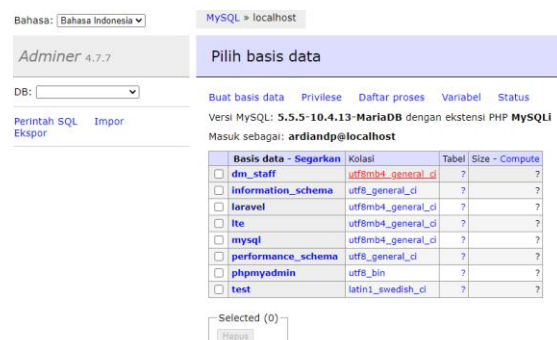 Bahasa: Bahasa Indonesia
MySQL » localhost
Adminer 4.7.7
Pilih basis data
DB:
Perintah SQL Impor
Ekspor
Buat basis data Privilese Daftar proses Variabel Status
Versi MySQL: 5.5.5-10.4.13-MariaDB dengan ekstensi PHP MySQLi
Masuk sebagai: ardiandp@localhost
Basis data - Segarkan Kolasi Tabel Size - Compute
dm_staff utf8mb4_general_ci ? ?
information_schema utf8_general_ci ? ?
laravel utf8mb4_general_ci ? ?
lte utf8mb4_general_ci ? ?
mysql utf8mb4_general_ci ? ?
performance_schema utf8_general_ci ? ?
phpmyadmin utf8_bin ? ?
test latin1_swedish_ci ? ?
Selected (0)
Hapus